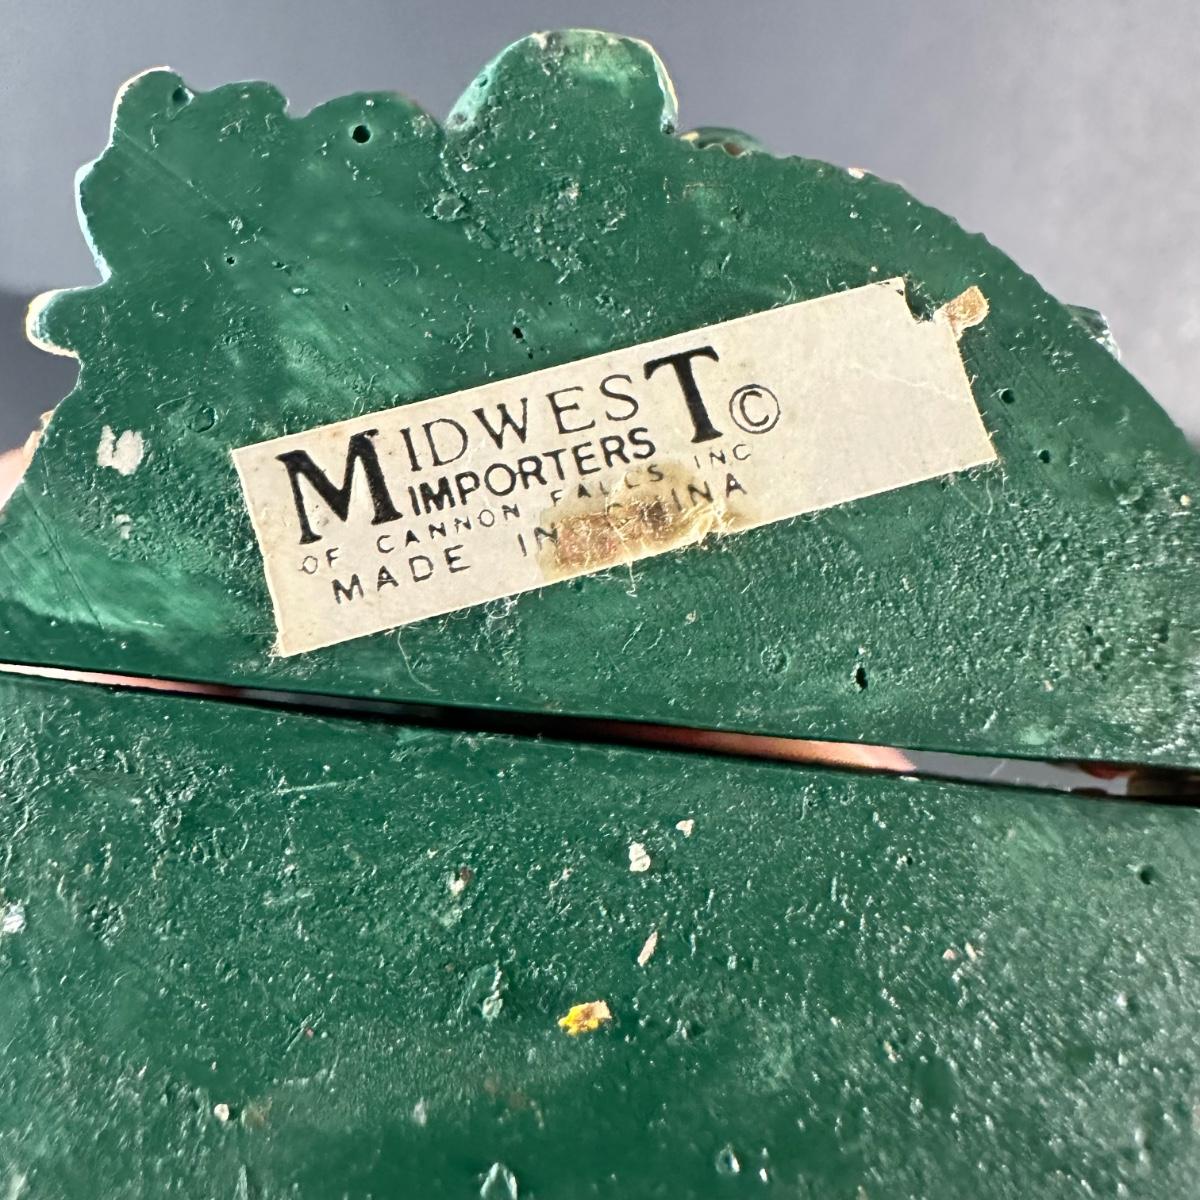 MIDWEST ©
IMPORTERS
OF CANNON FALLS INC
MADE IN CHINA